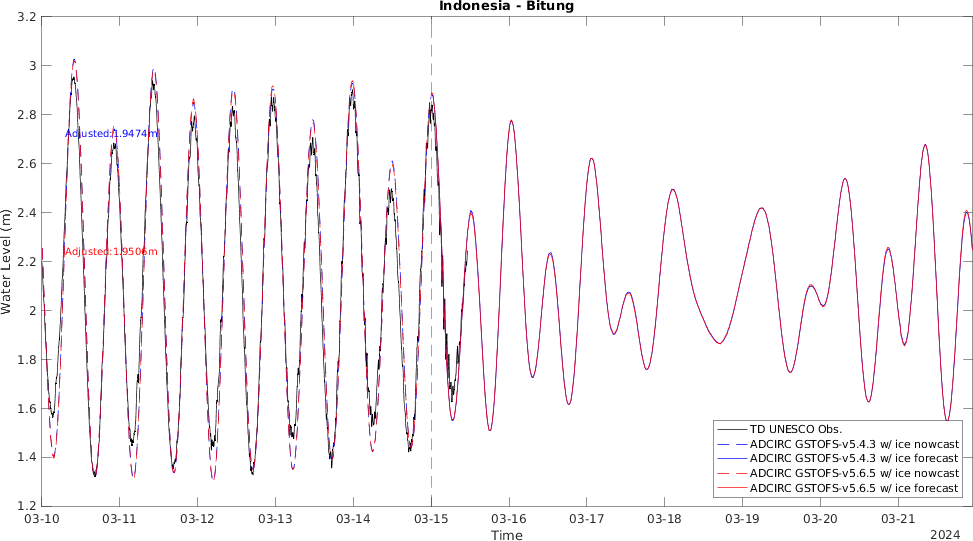 Indonesia - Bitung
Water Level (m)
3.2
3
2.8
2.6
2.4
2.2
2
1.8
1.6
1.4
1.2
Adjusted:1.9474m
Adjusted:1.9506m
TD UNESCO Obs.
ADCIRC GSTOFS-v5.4.3 w/ ice nowcast
ADCIRC GSTOFS-v5.4.3 w/ ice forecast
ADCIRC GSTOFS-v5.6.5 w/ ice nowcast
ADCIRC GSTOFS-v5.6.5 w/ ice forecast
03-10 03-11 03-12 03-13 03-14 03-15 03-16 03-17 03-18 03-19 03-20 03-21
Time
2024